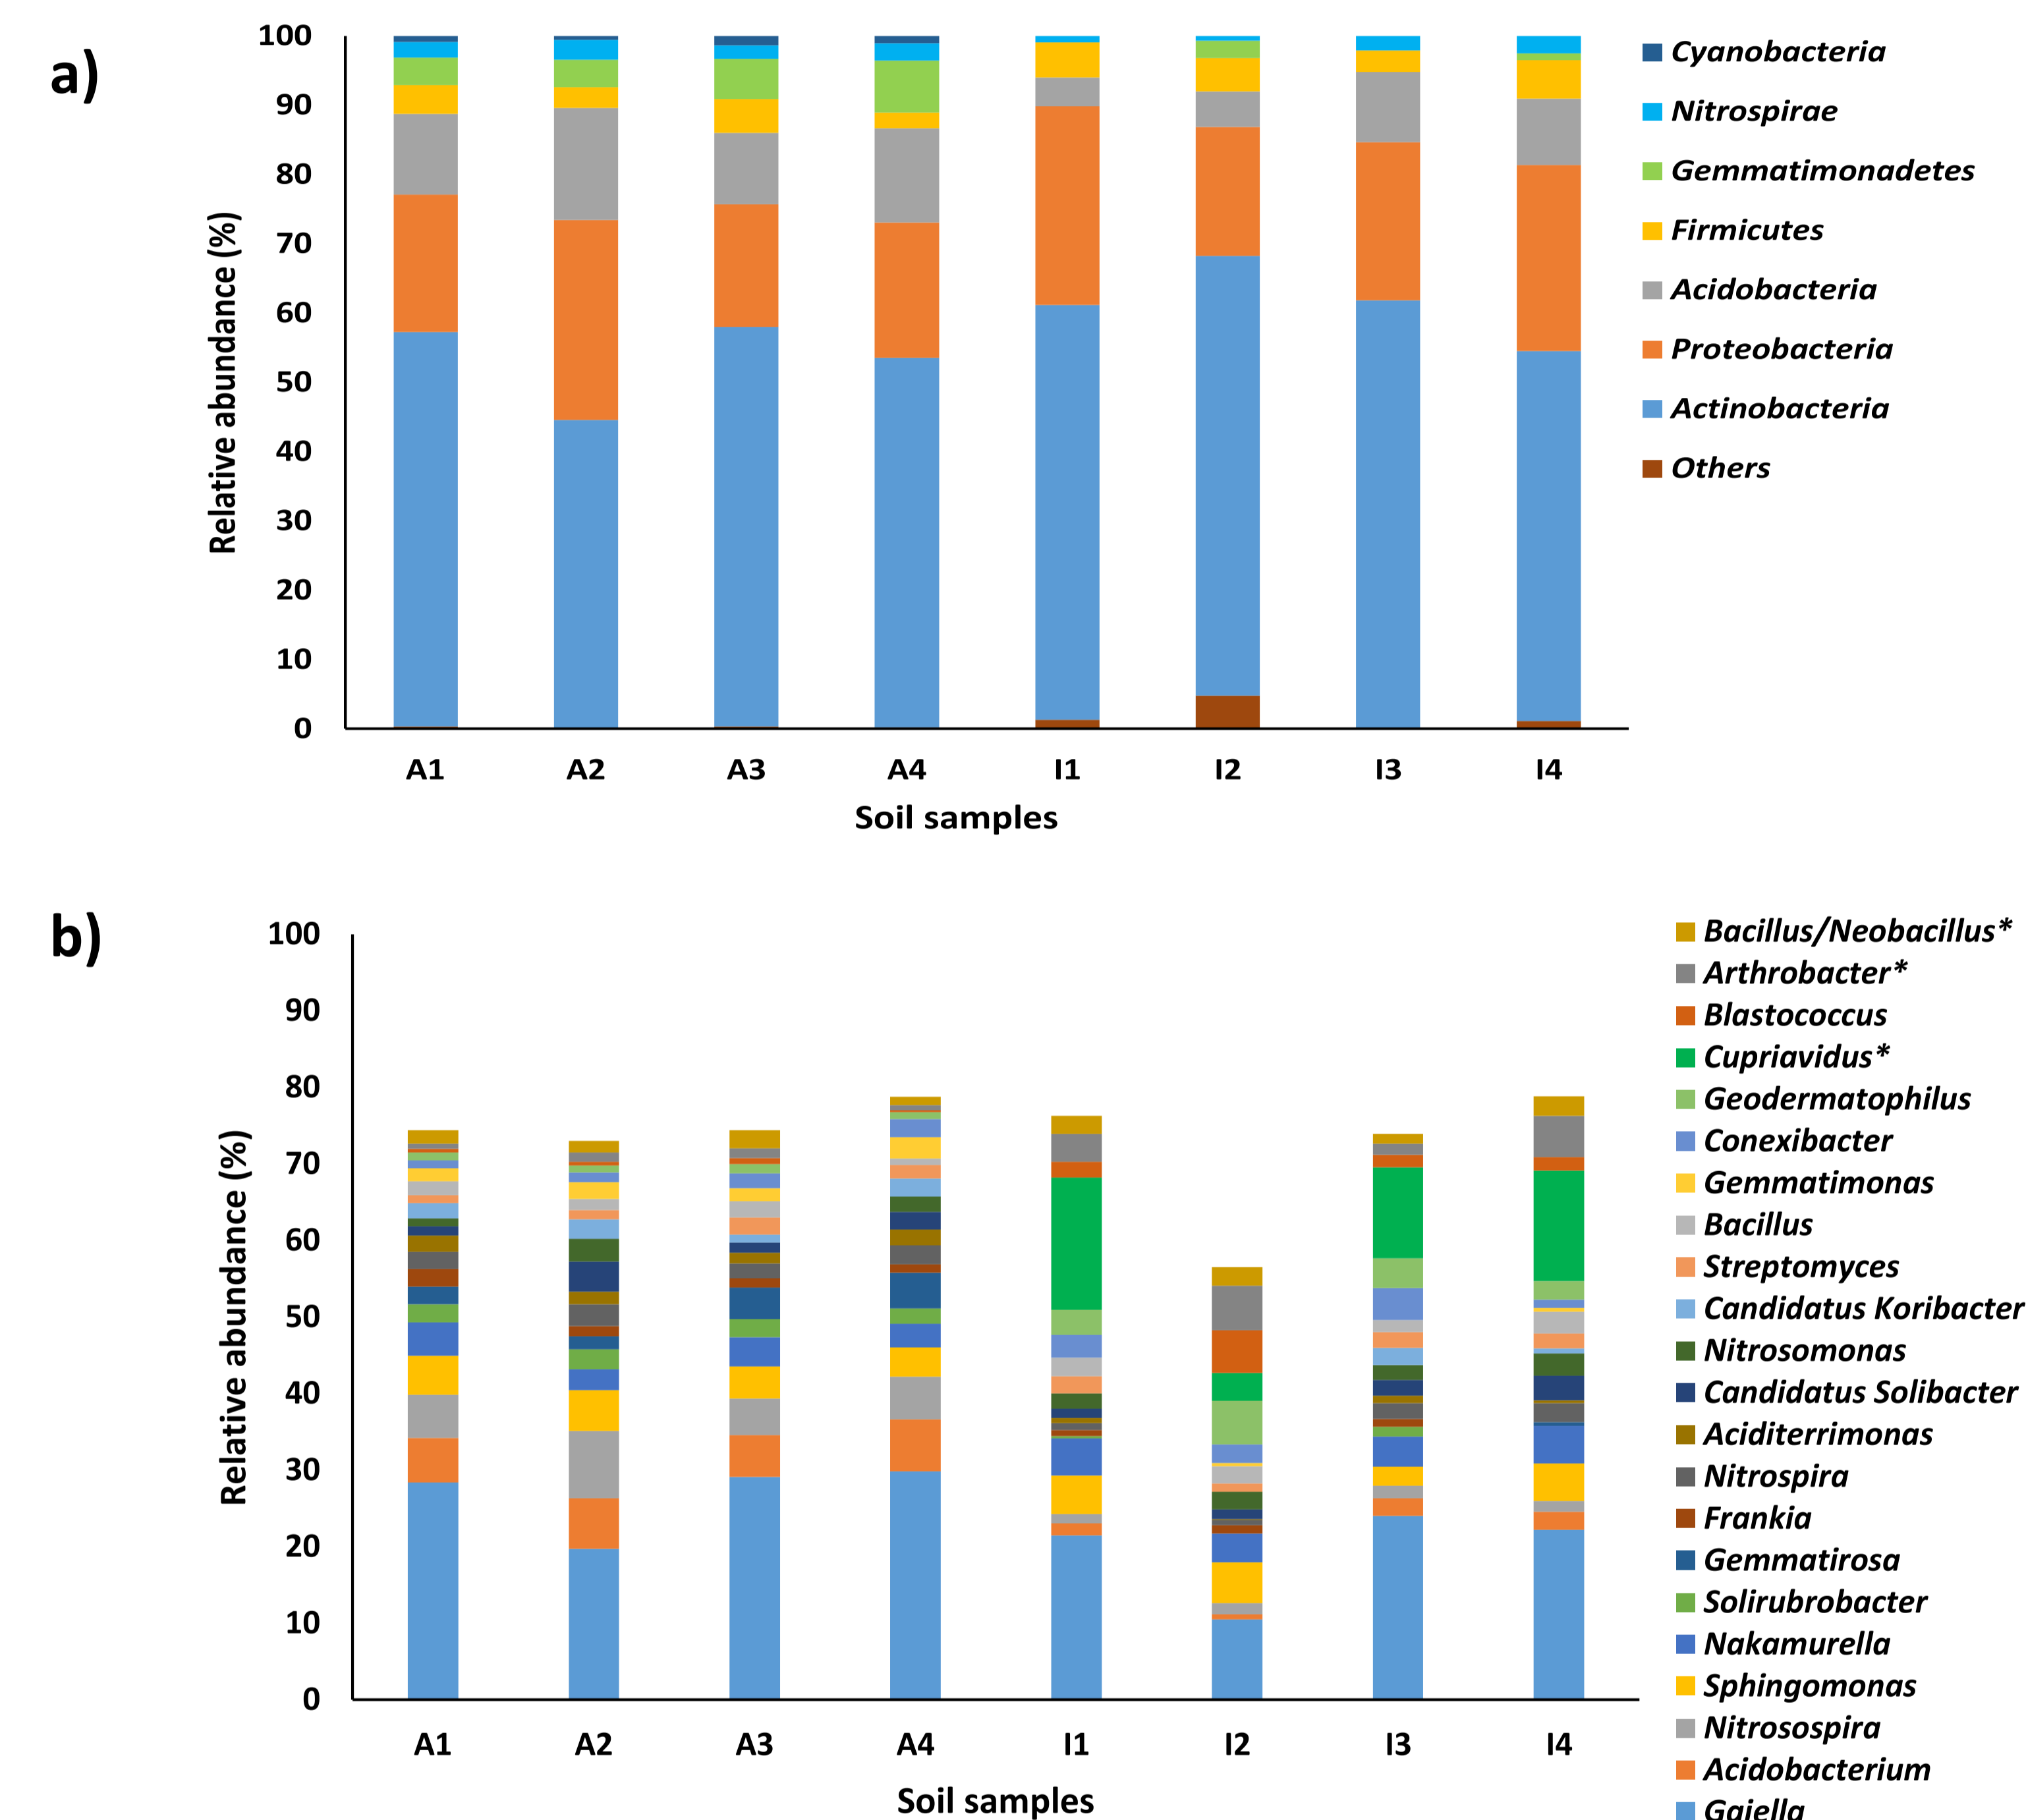 a)
Relative abundance (%)
100
90
80
70
60
50
40
30
20
10
0
A1 A2 A3 A4 I1 I2 I3 I4
Soil samples
Cyanobacteria
Nitrospirae
Gemmatimonadetes
Firmicutes
Acidobacteria
Proteobacteria
Actinobacteria
Others
b)
Relative abundance (%)
100
90
80
70
60
50
40
30
20
10
0
A1 A2 A3 A4 I1 I2 I3 I4
Soil samples
Bacillus/Neobacillus*
Arthrobacter*
Blastococcus
Cupriavidus*
Geodermatophilus
Conexibacter
Gemmatimonas
Bacillus
Streptomyces
Candidatus Koribacter
Nitrosomonas
Candidatus Solibacter
Aciditerrimonas
Nitrospira
Frankia
Gemmatirosa
Solirubrobacter
Nakamurella
Sphingomonas
Nitrosospira
Acidobacterium
Gaiella